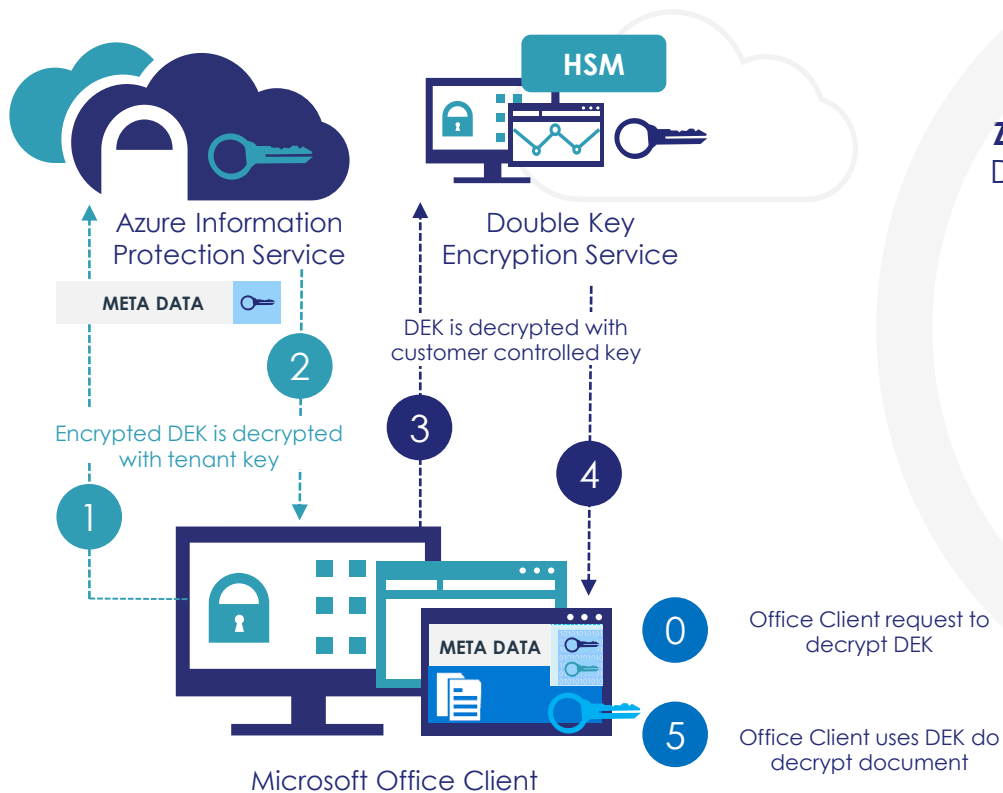 HSM
Azure Information
Protection Service
Double Key
Encryption Service
META DATA
DEK is decrypted with
customer controlled key
2
3
Encrypted DEK is decrypted
with tenant key
4
1
META DATA
0
Office Client request to
decrypt DEK
5
Office Client uses DEK do
decrypt document
Microsoft Office Client